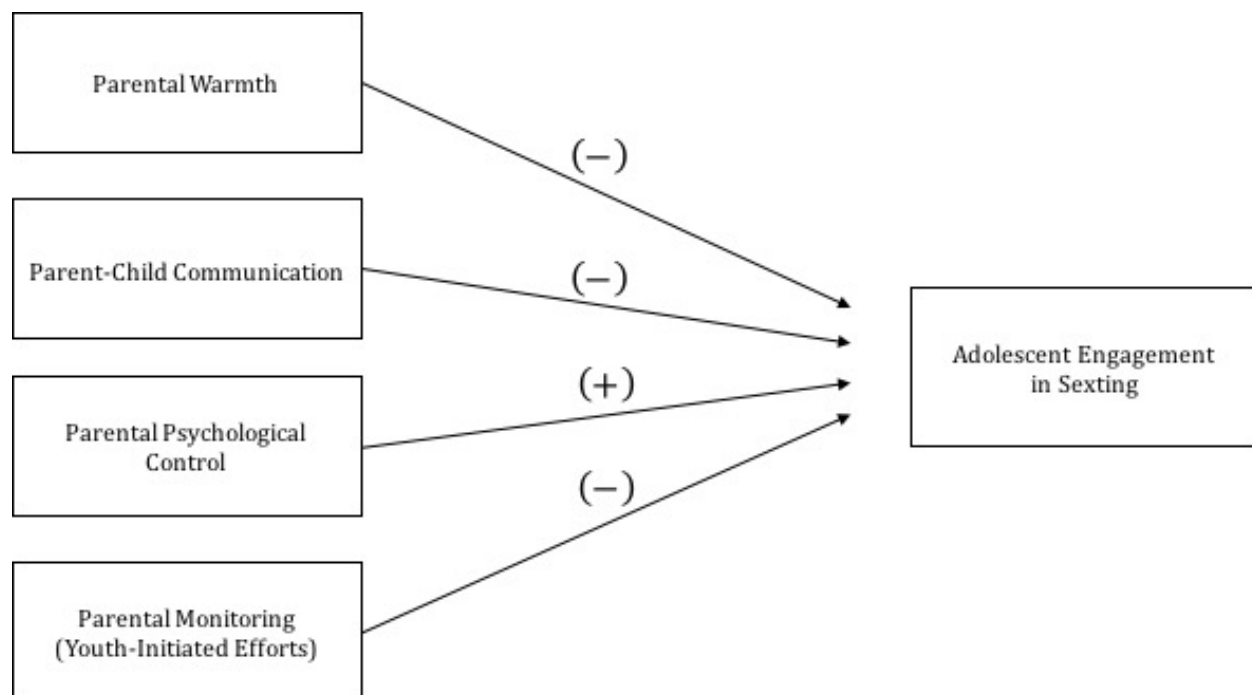 Parental Warmth
(−)
Parent-Child Communication
(−)
Adolescent Engagement
in Sexting
(+)
Parental Psychological
Control
(−)
Parental Monitoring
(Youth-Initiated Efforts)